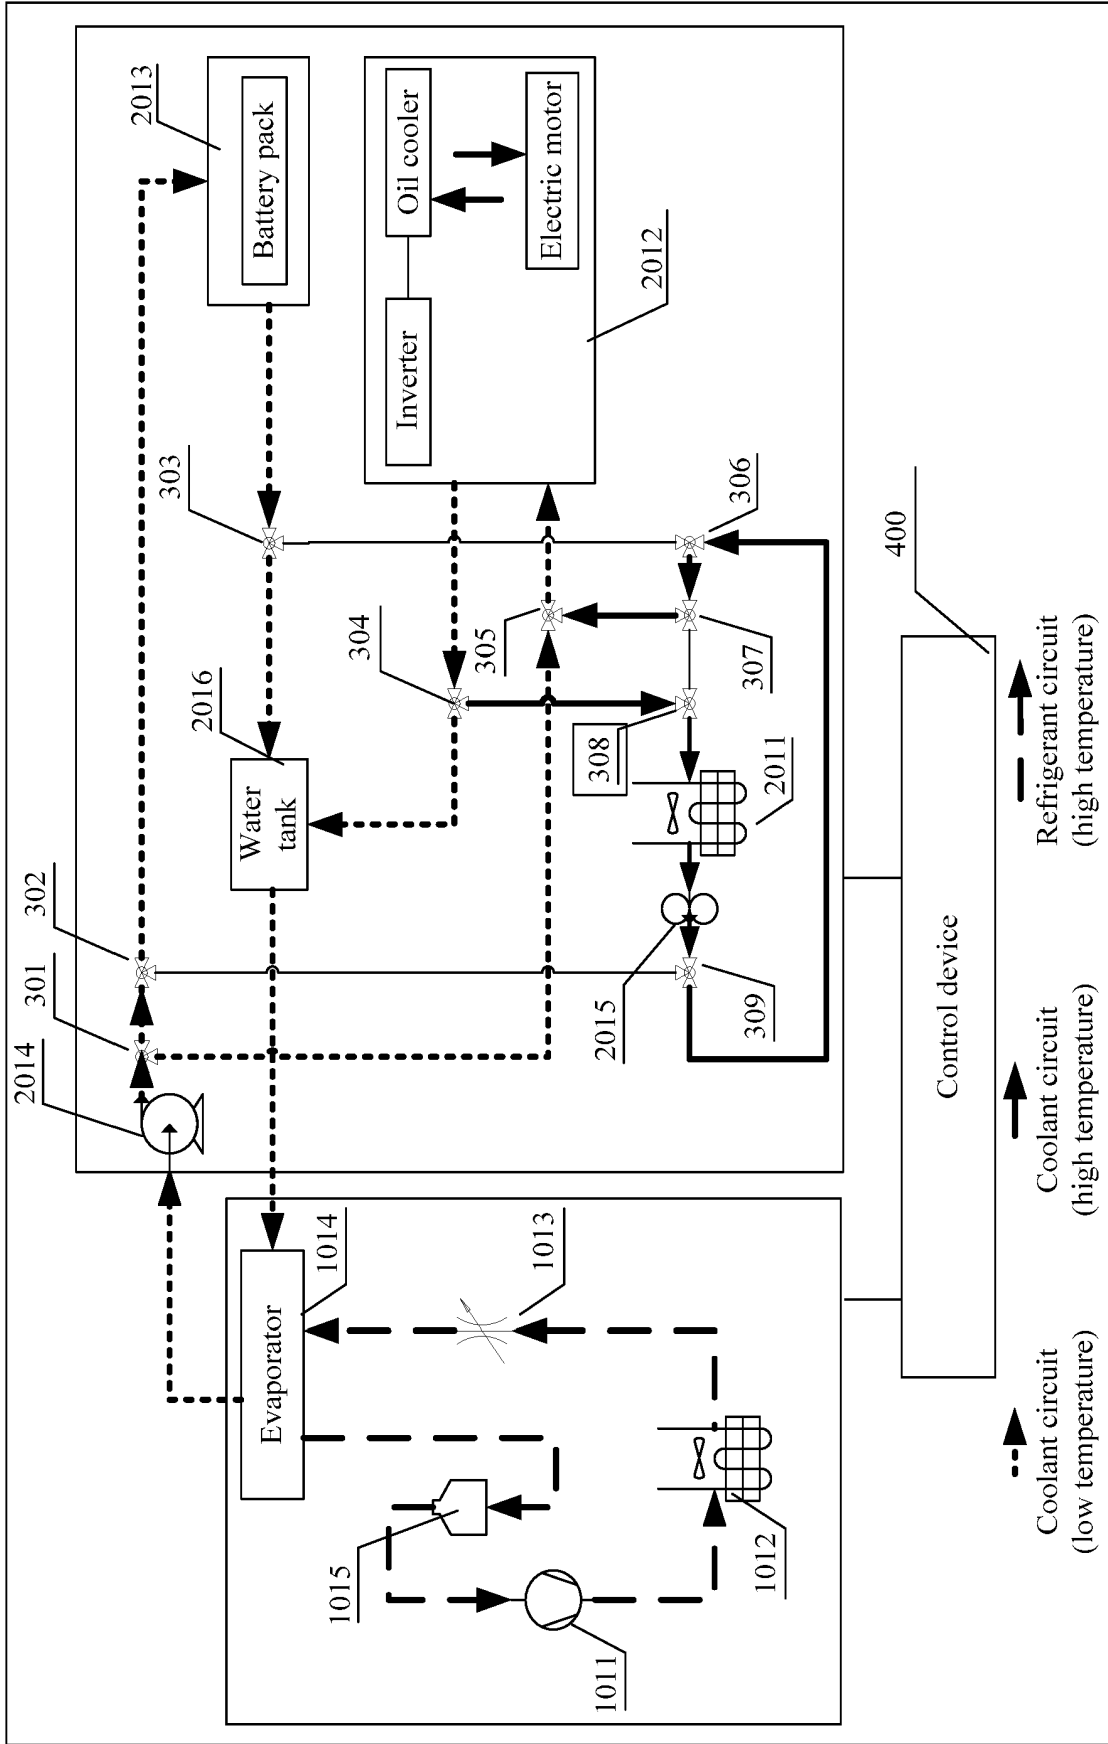 2013
Battery pack
Oil cooler
Electric motor
Inverter
2012
303
306
400
304
305
307
2016
308
2011
Water
tank
302
301
2014
2015
309
Control device
Evaporator
1014
1013
1015
1011
1012
Coolant circuit
(low temperature)
Coolant circuit
(high temperature)
Refrigerant circuit
(high temperature)